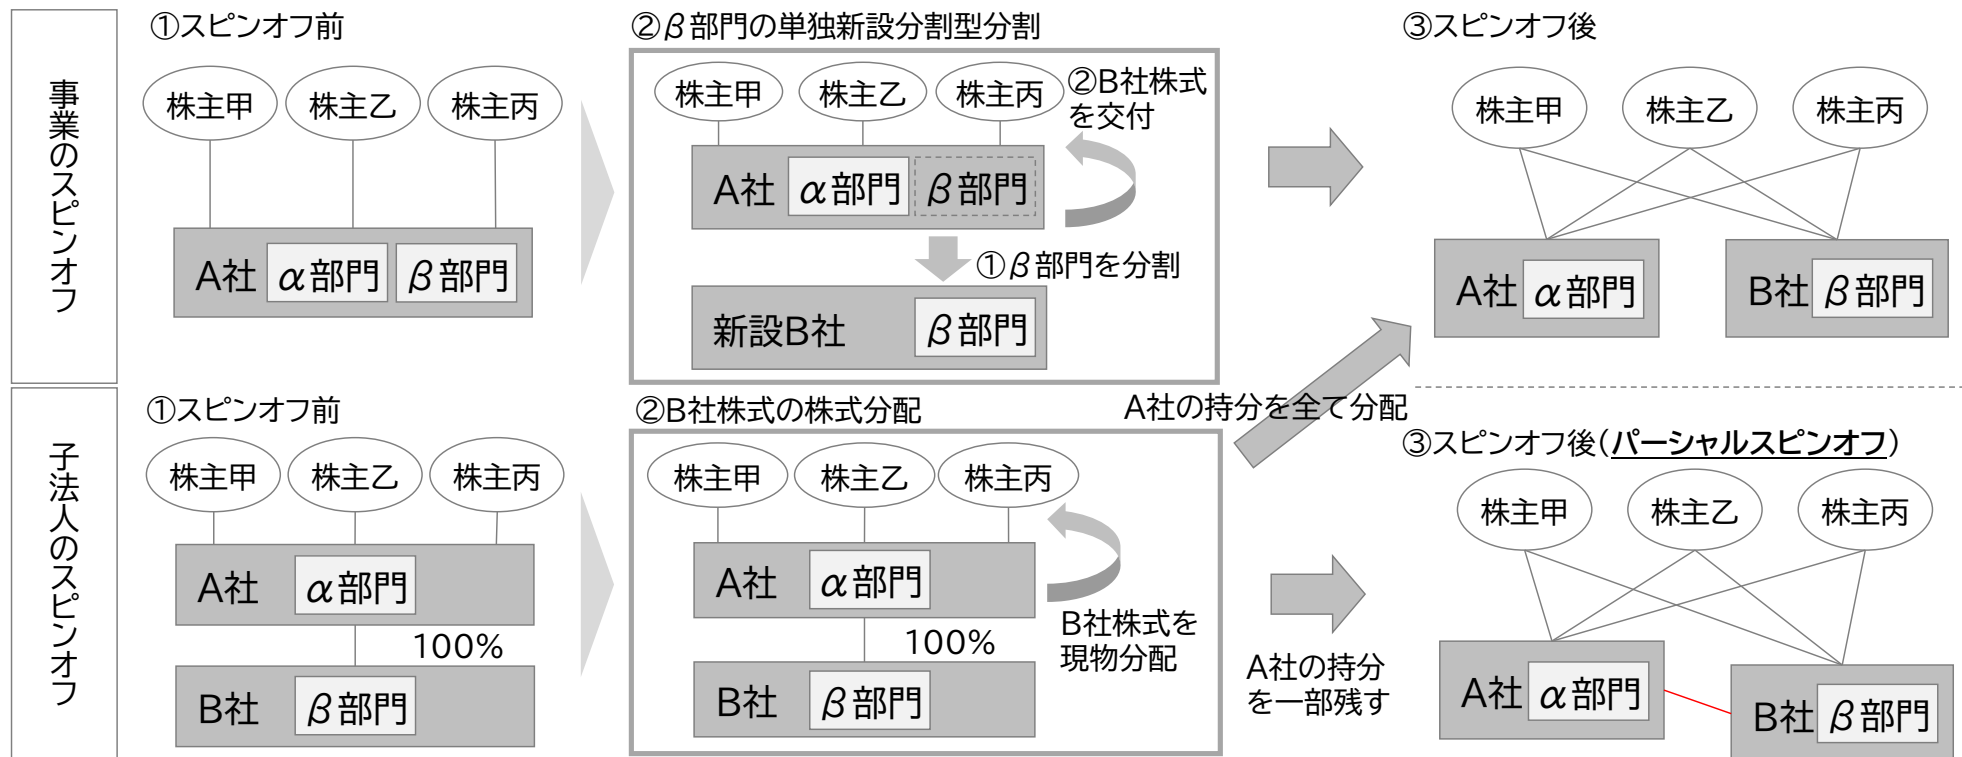 事業のスピンオフ
①スピンオフ前
株主甲
株主乙
株主丙
A社
α部門
β部門
②β部門の単独新設分割型分割
株主甲
株主乙
株主丙
②B社株式
を交付
A社
α部門
β部門
①β部門を分割
新設B社
β部門
③スピンオフ後
株主甲
株主乙
株主丙
A社
α部門
B社
β部門
子法人のスピンオフ
①スピンオフ前
株主甲
株主乙
株主丙
A社
α部門
100%
B社
β部門
②B社株式の株式分配
株主甲
株主乙
株主丙
A社
α部門
100%
B社
β部門
B社株式を
現物分配
A社の持分を全て分配
A社の持分
を一部残す
③スピンオフ後(パーシャルスピンオフ)
株主甲
株主乙
株主丙
A社
α部門
B社
β部門